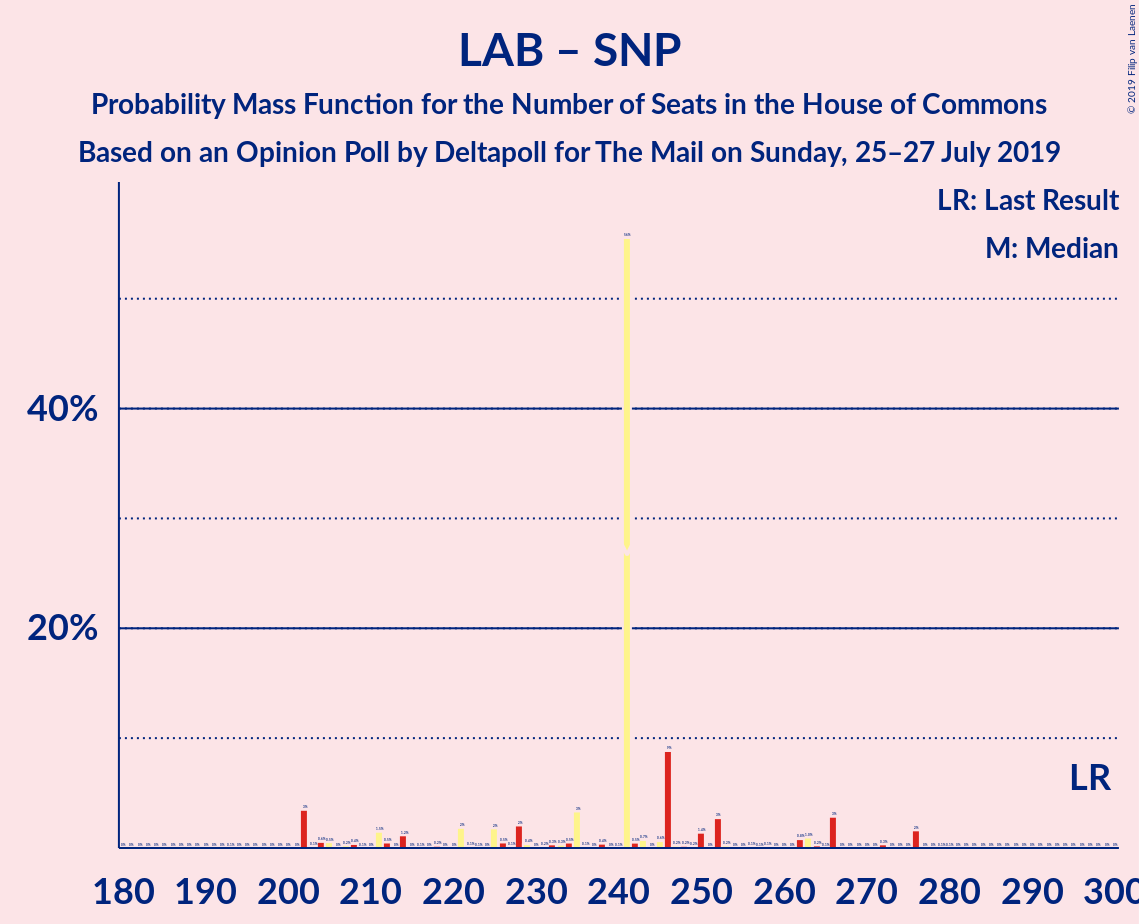 LAB – SNP
Probability Mass Function for the Number of Seats in the House of Commons
Based on an Opinion Poll by Deltapoll for The Mail on Sunday, 25–27 July 2019
© 2019 Filip van Laenen
LR: Last Result
M: Median
40%
20%
LR
180 190 200 210 220 230 240 250 260 270 280 290 300